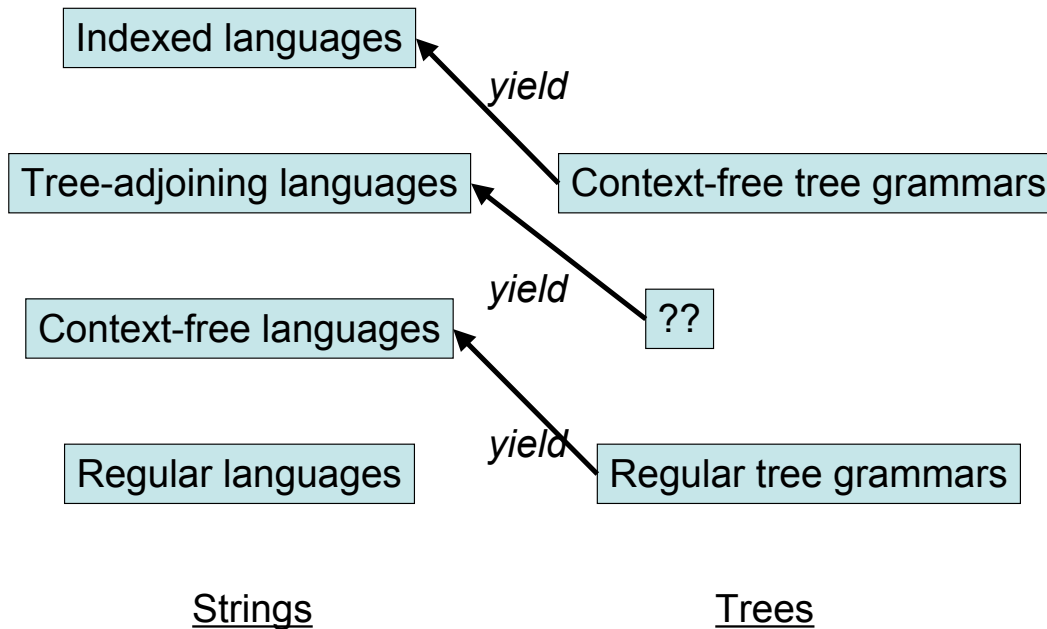 Indexed languages
yield
Tree-adjoining languages
Context-free tree grammars
yield
Context-free languages
??
yield
Regular languages
Regular tree grammars
Strings
Trees